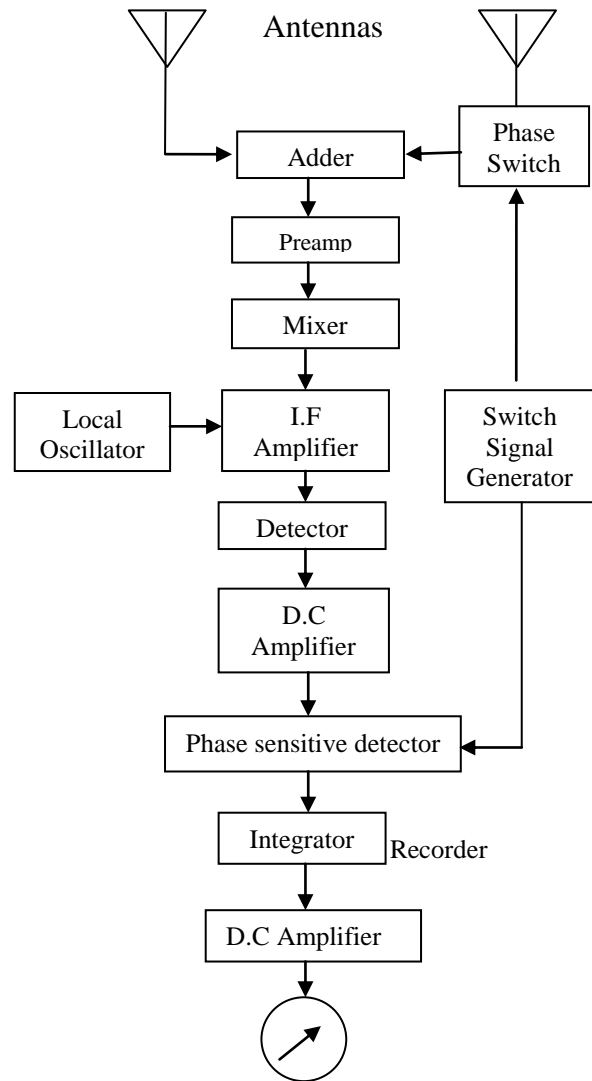 Antennas
Phase
Switch
Adder
Preamp
Mixer
Local
Oscillator
I.F
Amplifier
Switch
Signal
Generator
Detector
D.C
Amplifier
Phase sensitive detector
Integrator
Recorder
D.C Amplifier